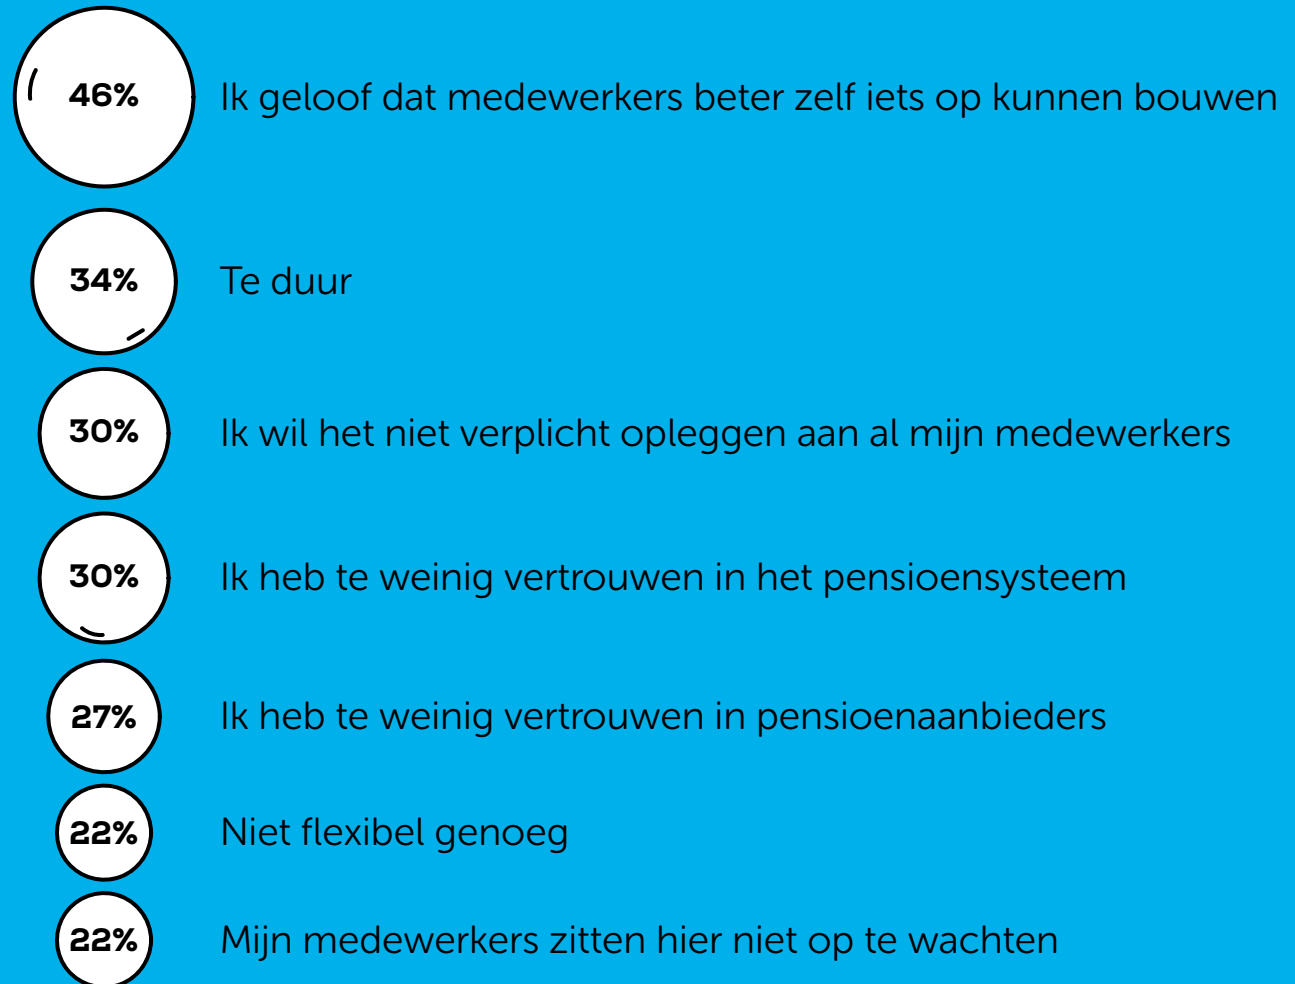 46% Ik geloof dat medewerkers beter zelf iets op kunnen bouwen
34% Te duur
30% Ik wil het niet verplicht opleggen aan al mijn medewerkers
30% Ik heb te weinig vertrouwen in het pensioensysteem
27% Ik heb te weinig vertrouwen in pensioenaanbieders
22% Niet flexibel genoeg
22% Mijn medewerkers zitten hier niet op te wachten